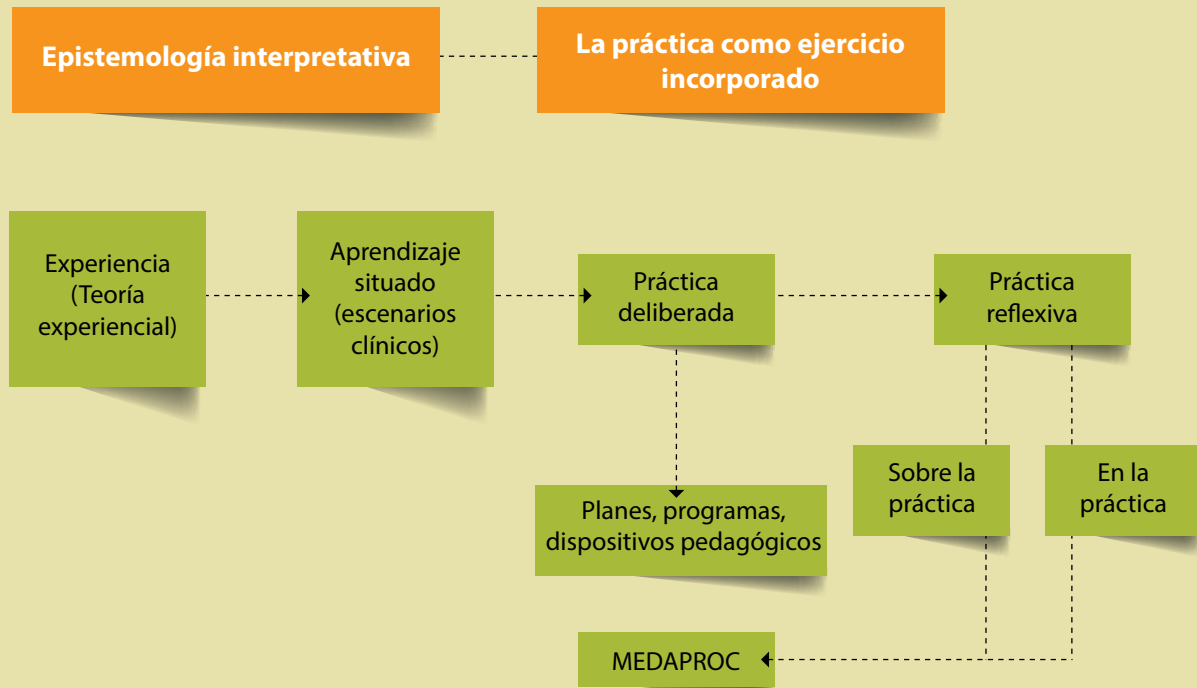 Epistemología interpretativa
La práctica como ejercicio
incorporado
Experiencia
(Teoría
experiencial)
Aprendizaje
situado
(escenarios
clínicos)
Práctica
deliberada
Práctica
reflexiva
Sobre la
práctica
En la
práctica
Planes, programas,
dispositivos pedagógicos
MEDAPROC